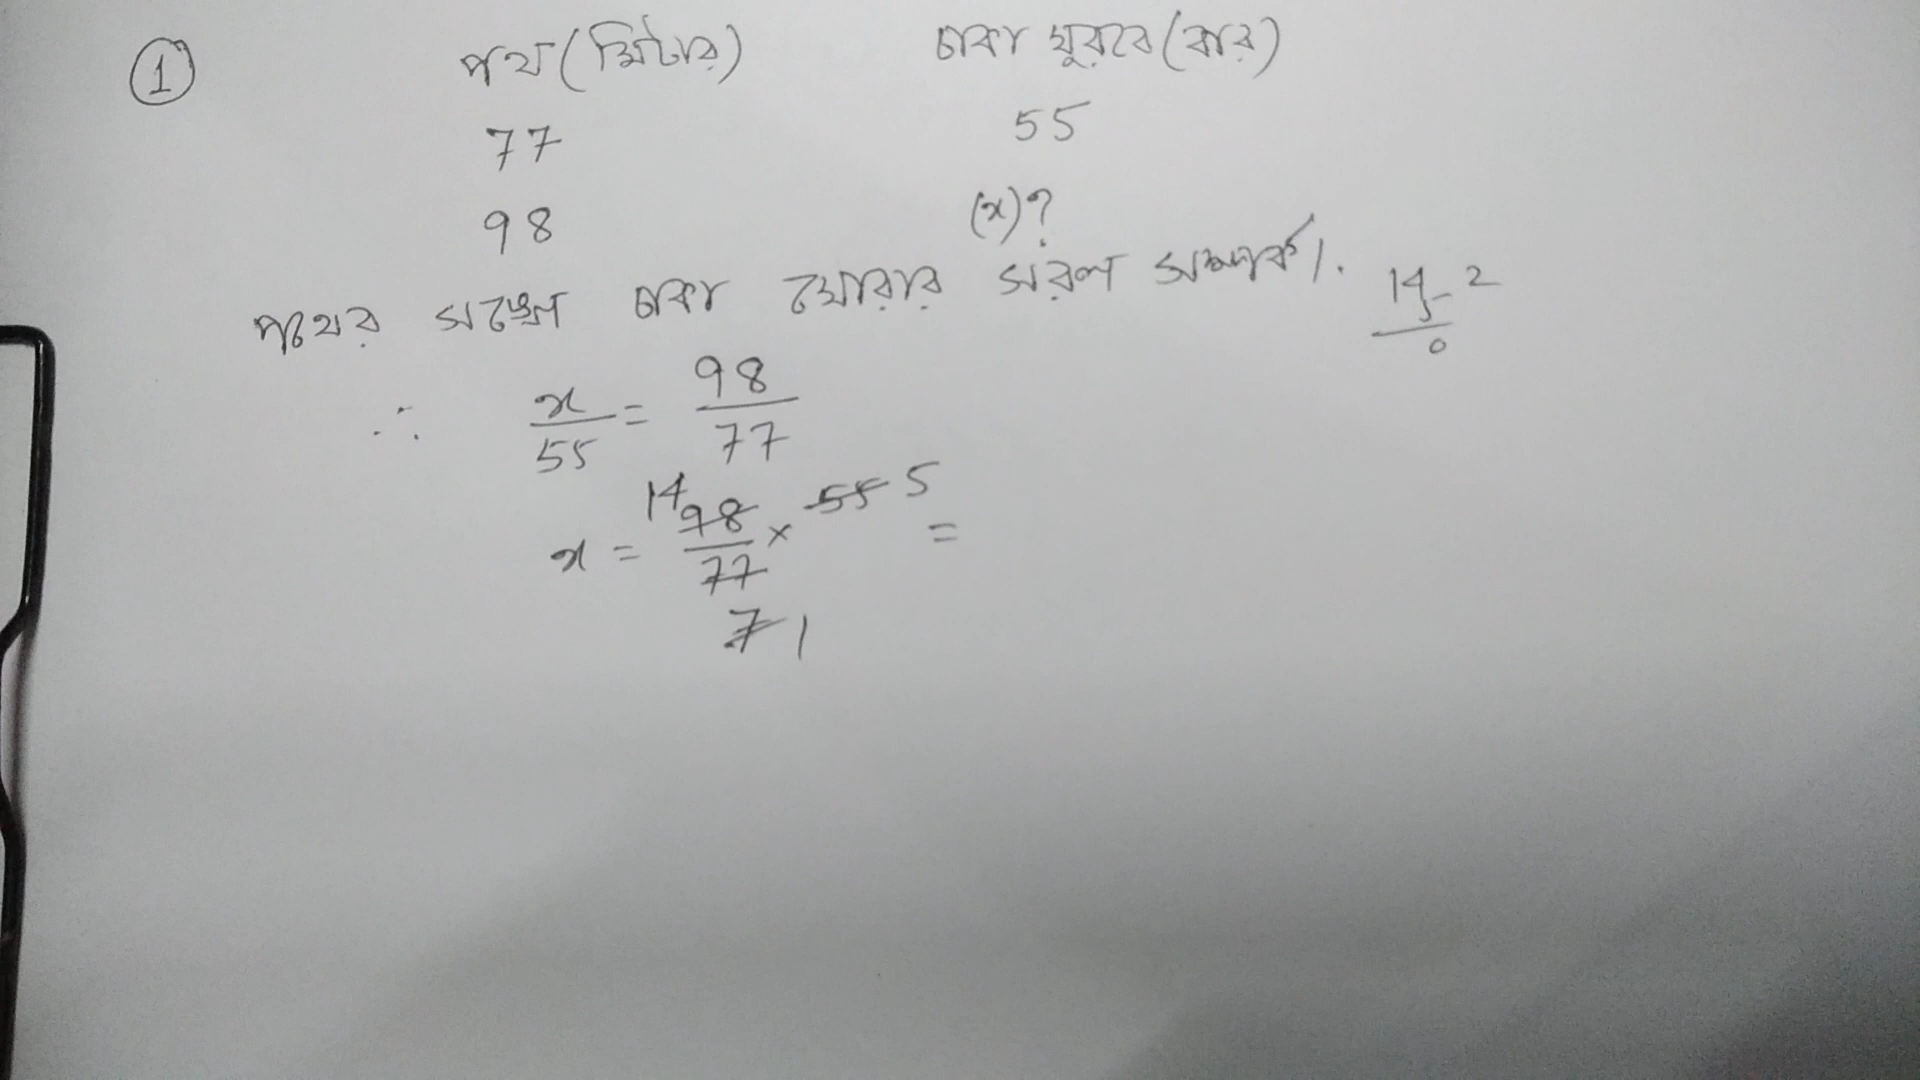 1 পথ (মিটার) চাকা ঘুরবে (বার)
77 55
98 (x)?
পথের সঙ্গে চাকা ঘোরার সরল সম্পর্ক।
14 5 2
0
∴ x/55 = 98/77
x = 14 98/77 × 55 5 =
7 1